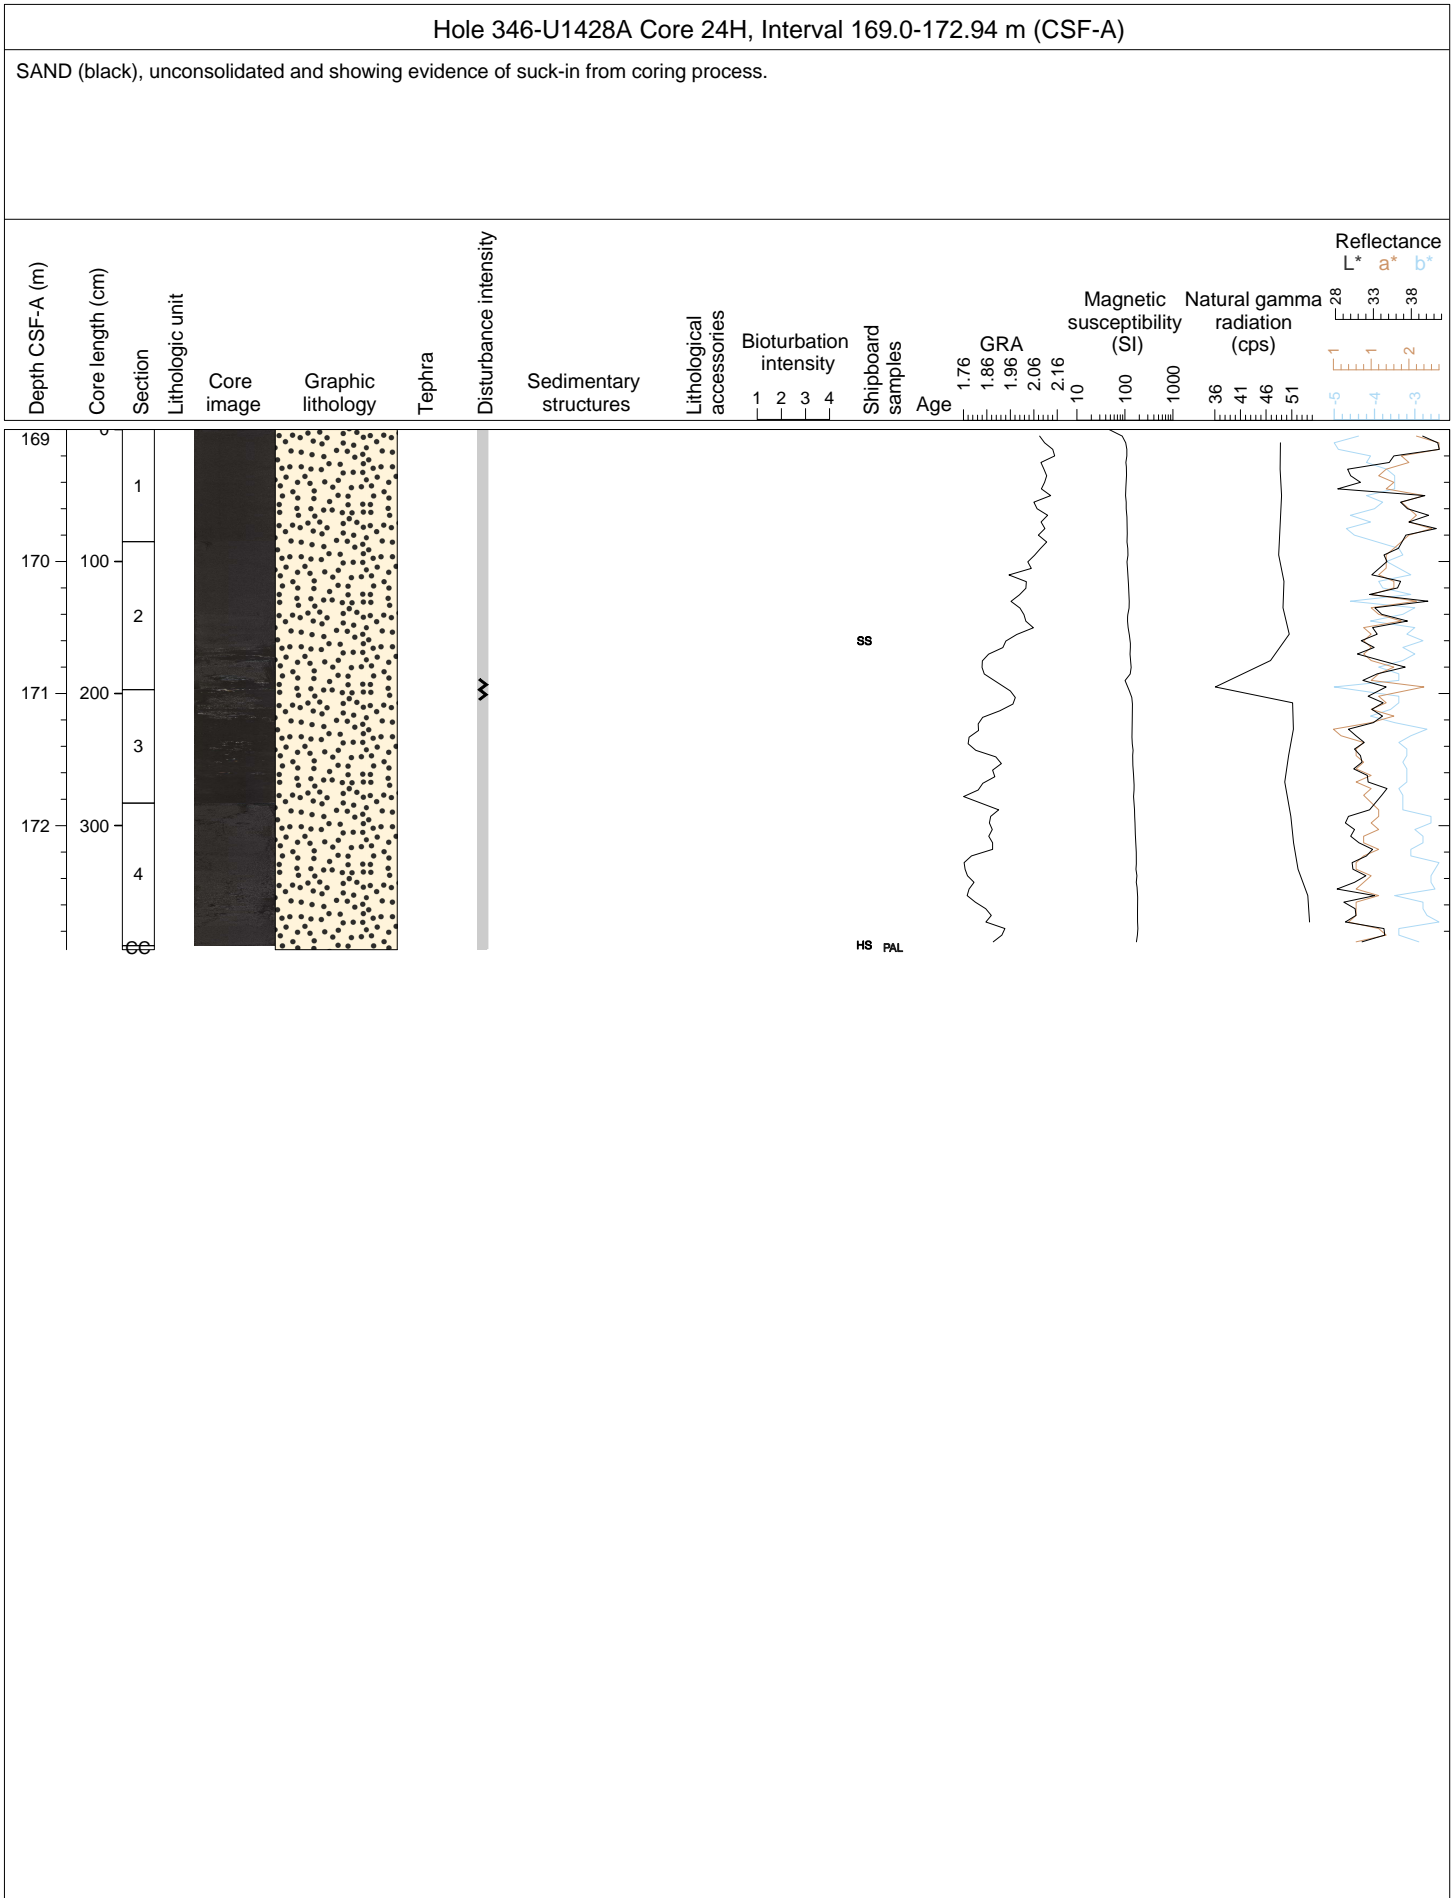 Hole 346-U1428A Core 24H, Interval 169.0-172.94 m (CSF-A)
SAND (black), unconsolidated and showing evidence of suck-in from coring process.
Depth CSF-A (m)
Core length (cm)
Section
Lithologic unit
Core
image
Graphic
lithology
Tephra
Disturbance intensity
Sedimentary
structures
Lithological
accessories
Bioturbation
intensity
1 2 3 4
Shipboard
samples
Age
GRA
1.76 1.86 1.96 2.06 2.16
Magnetic
susceptibility
(SI)
10 100 1000
Natural gamma
radiation
(cps)
36 41 46 51
Reflectance
L* a* b*
28 33 38
1 1 2
-5 -4 -3
169 0
1
170 100
2
SS
171 200
3
172 300
4
CC
HS PAL